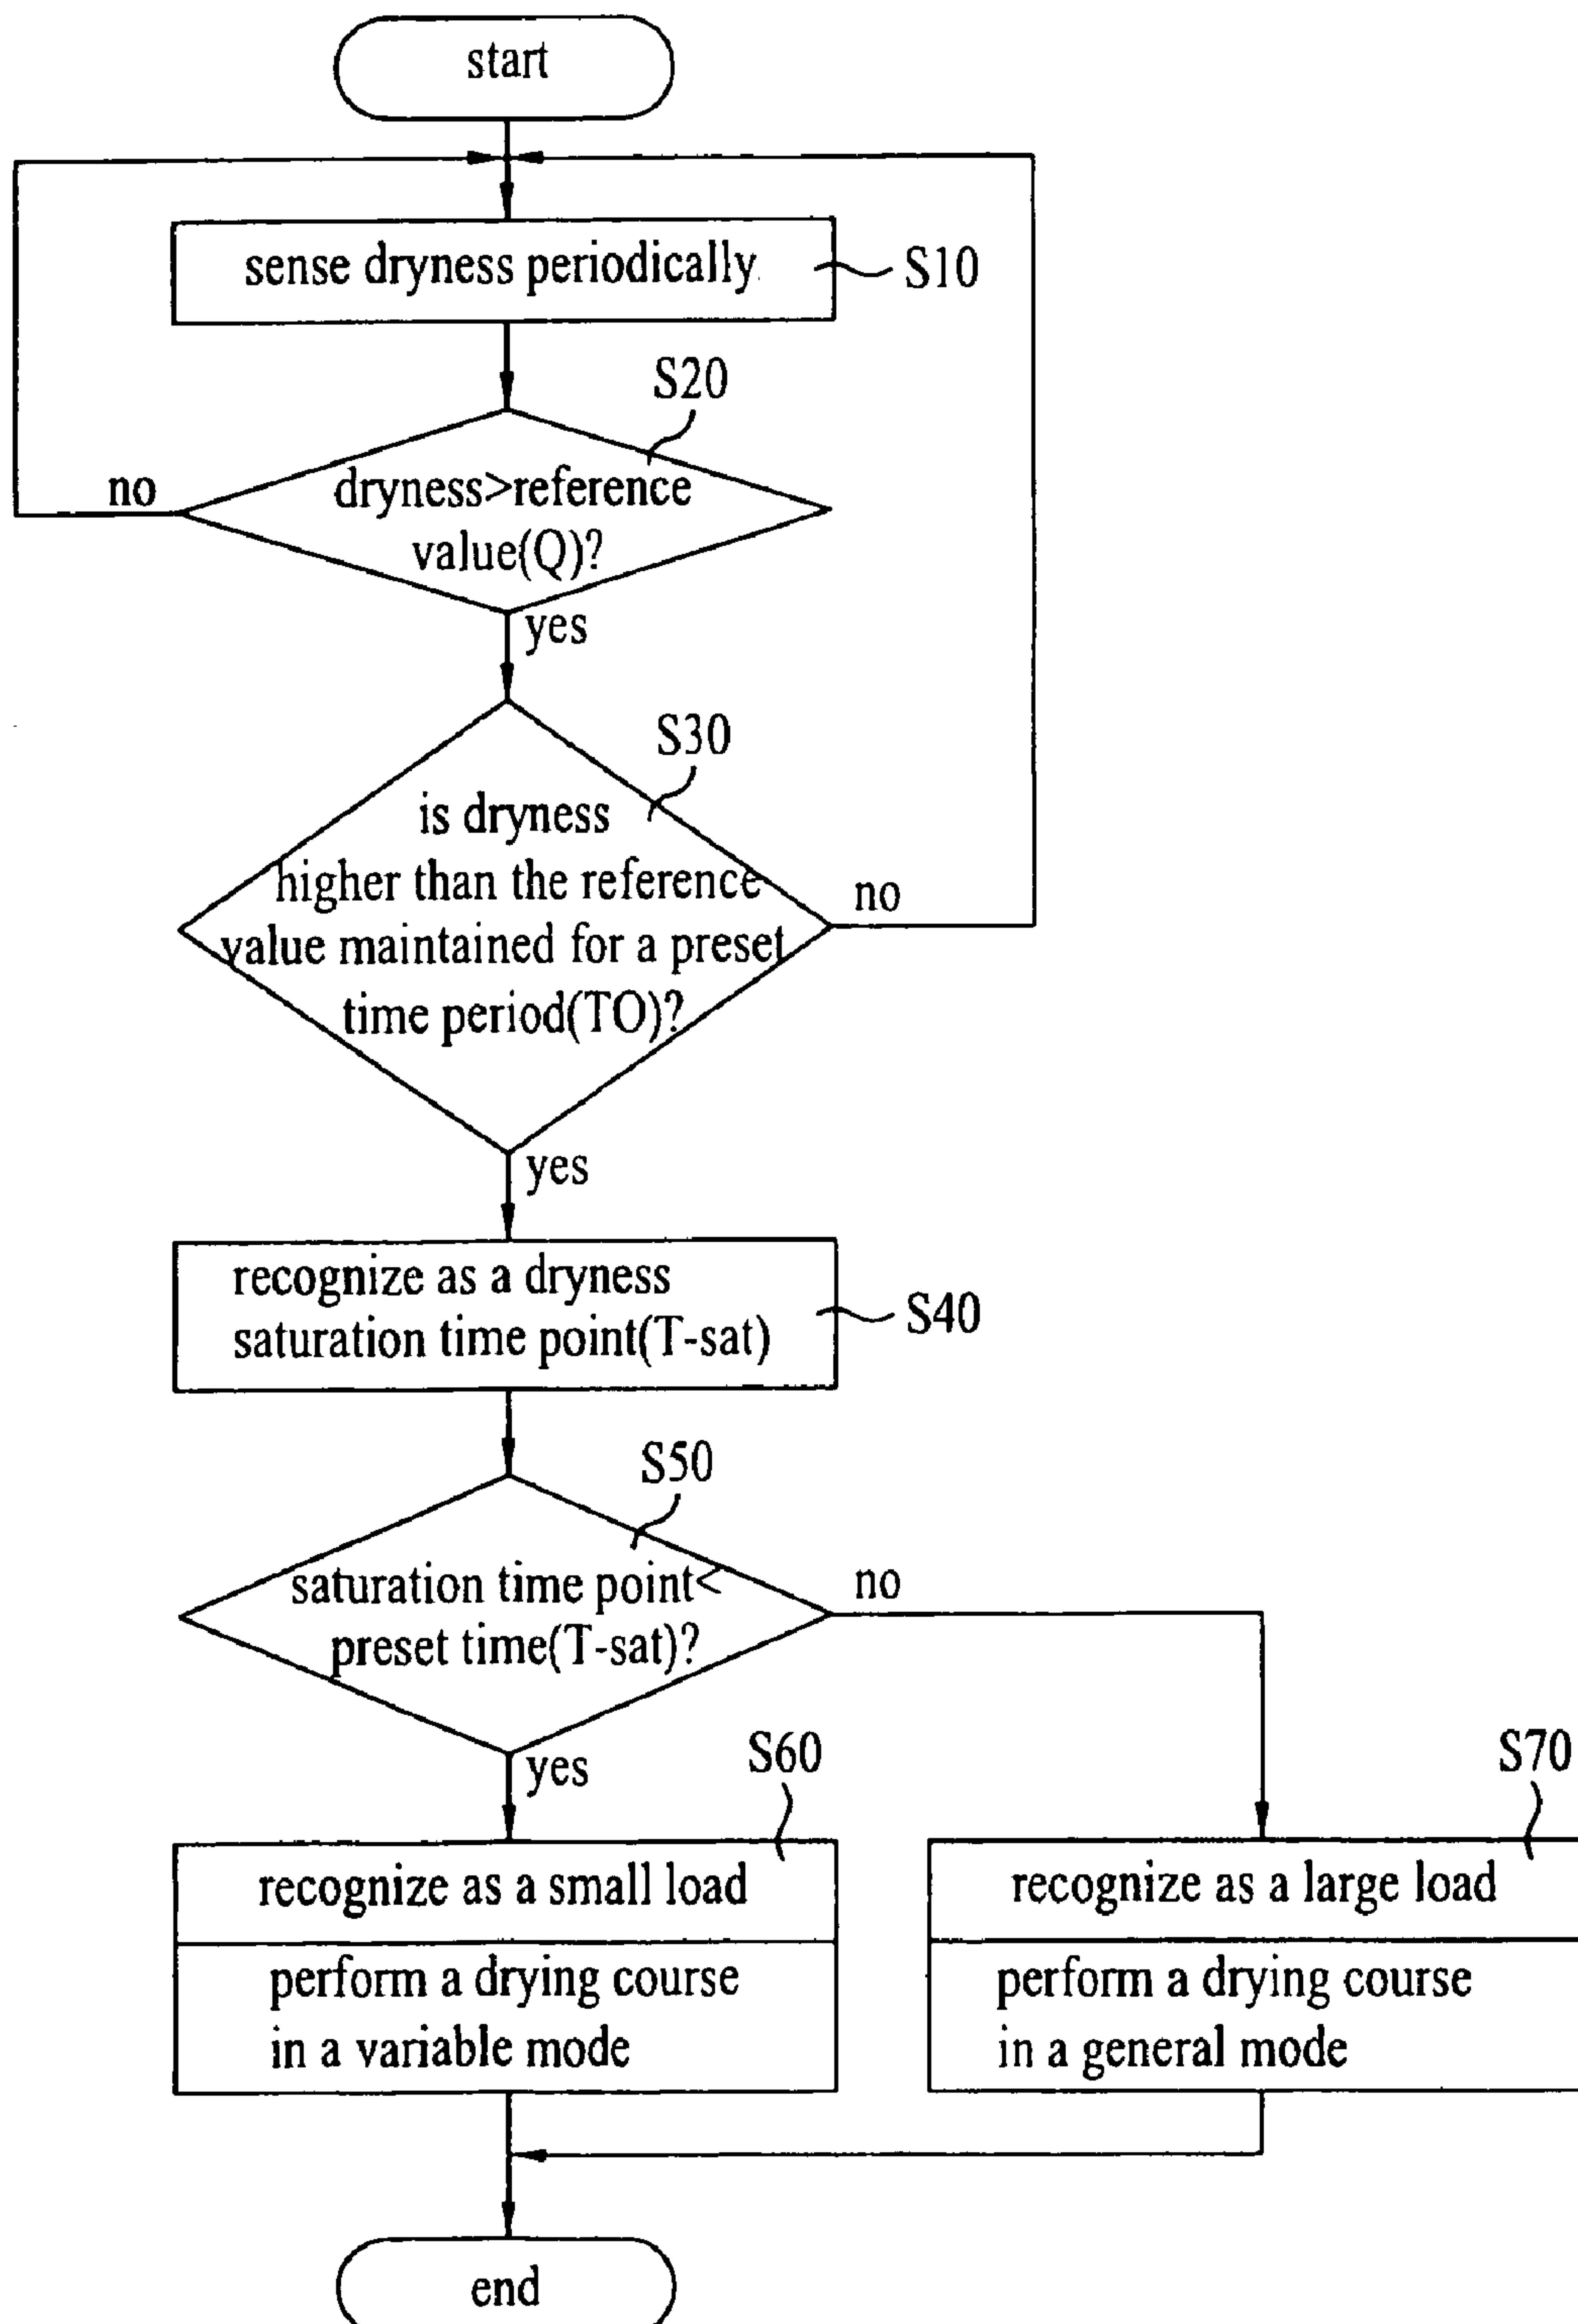 start
sense dryness periodically
S10
S20
dryness>reference
value(Q)?
no
yes
S30
is dryness
higher than the reference
value maintained for a preset
time period(TO)?
no
yes
recognize as a dryness
saturation time point(T-sat)
S40
S50
saturation time point<
preset time(T-sat)?
no
yes
S60
S70
recognize as a small load
perform a drying course
in a variable mode
recognize as a large load
perform a drying course
in a general mode
end